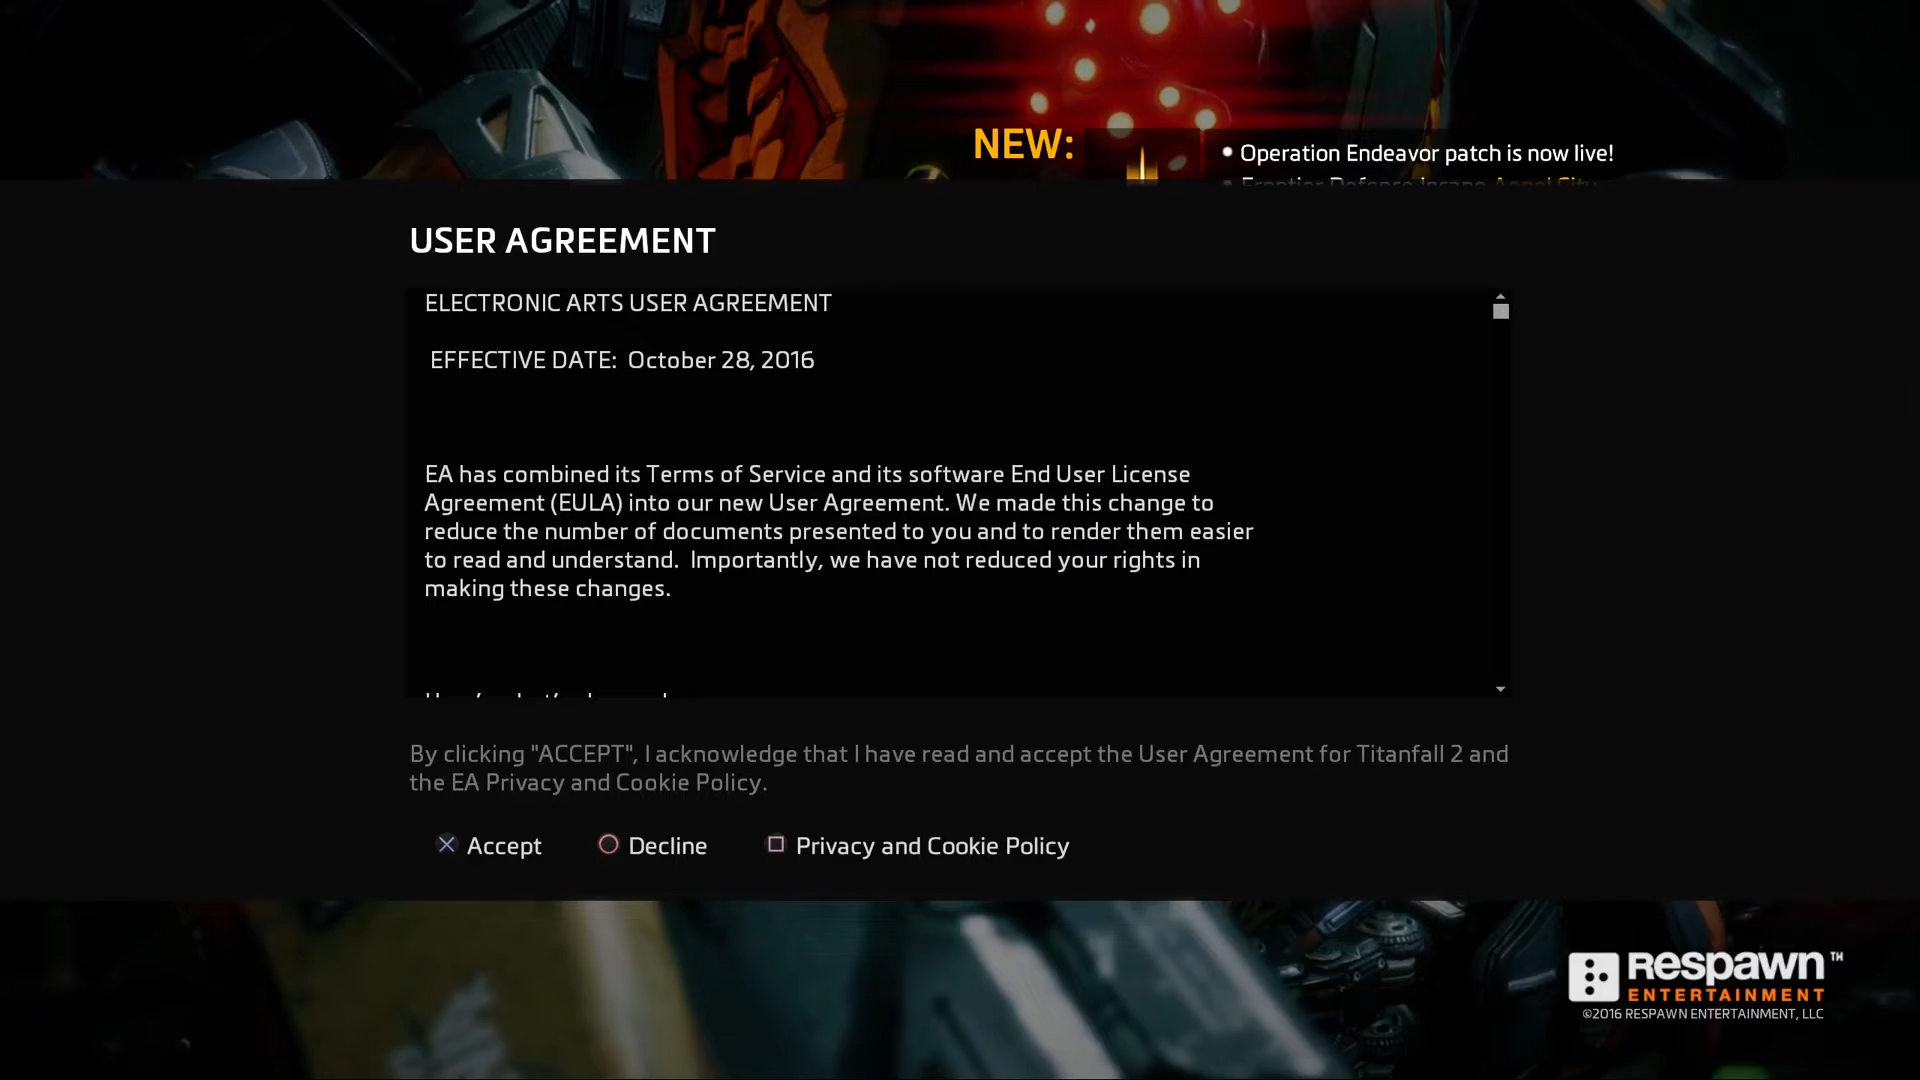 NEW:
• Operation Endeavor patch is now live!
USER AGREEMENT
ELECTRONIC ARTS USER AGREEMENT
EFFECTIVE DATE: October 28, 2016
EA has combined its Terms of Service and its software End User License
Agreement (EULA) into our new User Agreement. We made this change to
reduce the number of documents presented to you and to render them easier
to read and understand. Importantly, we have not reduced your rights in
making these changes.
By clicking "ACCEPT", I acknowledge that I have read and accept the User Agreement for Titanfall 2 and
the EA Privacy and Cookie Policy.
Accept Decline Privacy and Cookie Policy
Respawn™
ENTERTAINMENT
©2016 RESPAWN ENTERTAINMENT, LLC